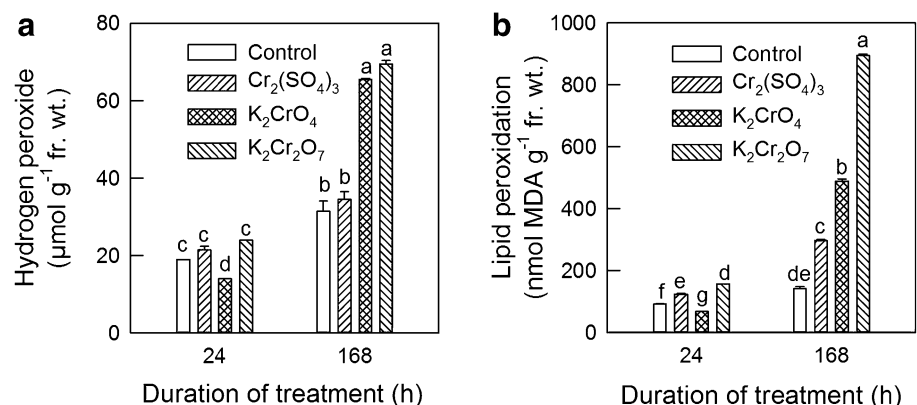 a
Hydrogen peroxide
(μmol g⁻¹ fr. wt.)
80
60
40
20
0
Control
Cr₂(SO₄)₃
K₂CrO₄
K₂Cr₂O₇
c c d c
b b a a
24 168
Duration of treatment (h)
b
Lipid peroxidation
(nmol MDA g⁻¹ fr. wt.)
1000
800
600
400
200
0
Control
Cr₂(SO₄)₃
K₂CrO₄
K₂Cr₂O₇
f e g d
de c b a
24 168
Duration of treatment (h)